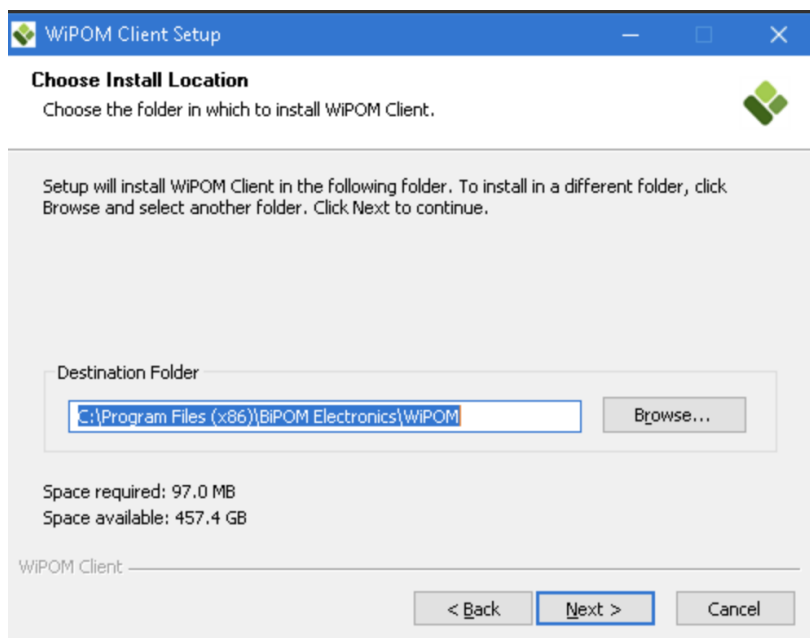 WiPOM Client Setup
Choose Install Location
Choose the folder in which to install WiPOM Client.
Setup will install WiPOM Client in the following folder. To install in a different folder, click
Browse and select another folder. Click Next to continue.
Destination Folder
C:\Program Files (x86)\BiPOM Electronics\WiPOM
Browse...
Space required: 97.0 MB
Space available: 457.4 GB
WiPOM Client
< Back
Next >
Cancel